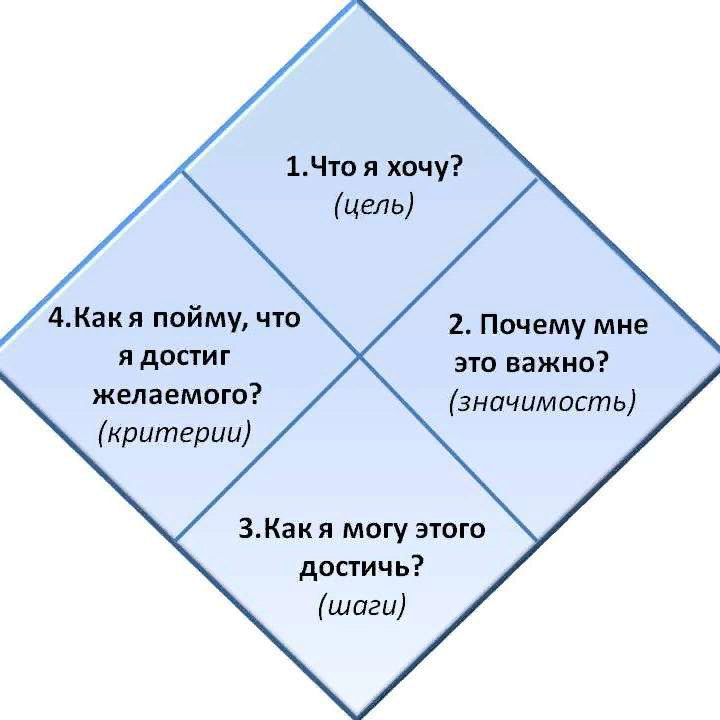 1.Что я хочу?
(цель)
2. Почему мне
это важно?
(значимость)
3.Как я могу этого
достичь?
(шаги)
4.Как я пойму, что
я достиг
желаемого?
(критерии)